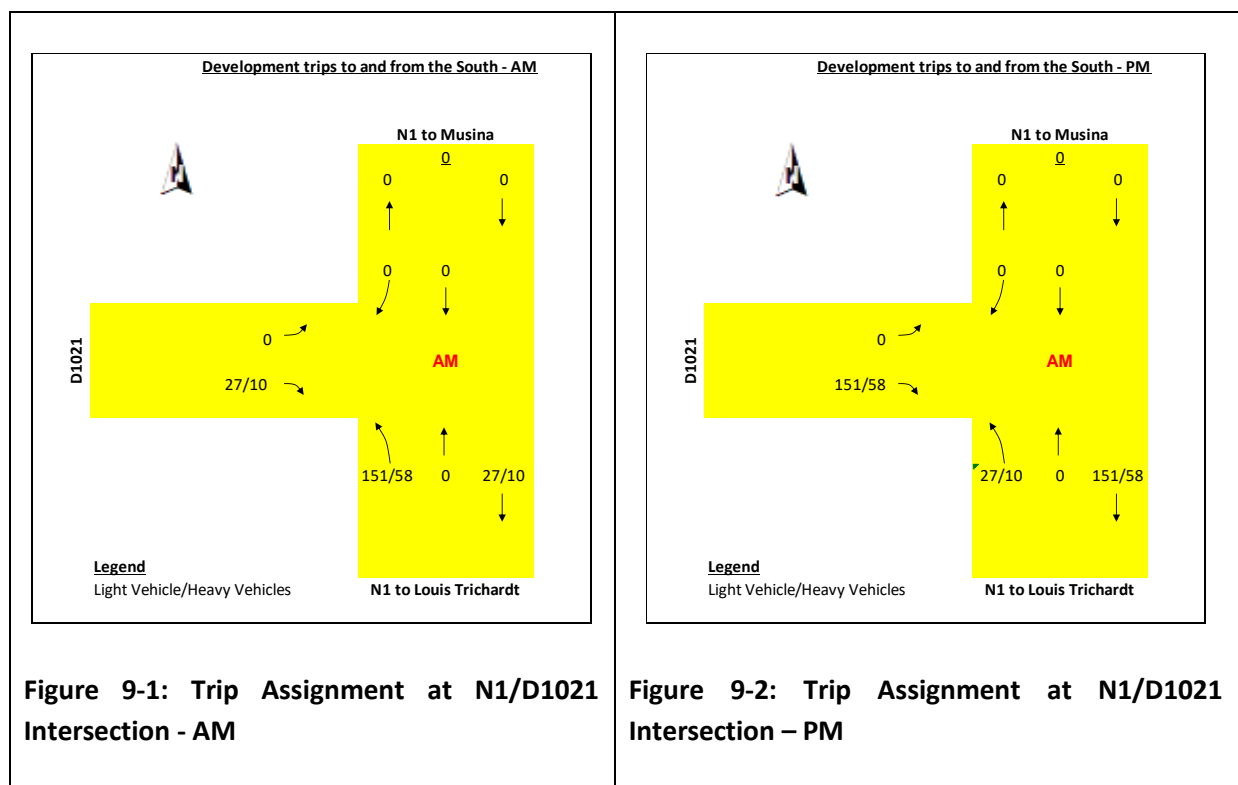 Development trips to and from the South - AM
N1 to Musina
0
0 0
0 0
D1021
0
AM
27/10
151/58 0 27/10
Legend
Light Vehicle/Heavy Vehicles
N1 to Louis Trichardt
Figure 9-1: Trip Assignment at N1/D1021
Intersection - AM
Development trips to and from the South - PM
N1 to Musina
0
0 0
0 0
D1021
0
AM
151/58
27/10 0 151/58
Legend
Light Vehicle/Heavy Vehicles
N1 to Louis Trichardt
Figure 9-2: Trip Assignment at N1/D1021
Intersection – PM